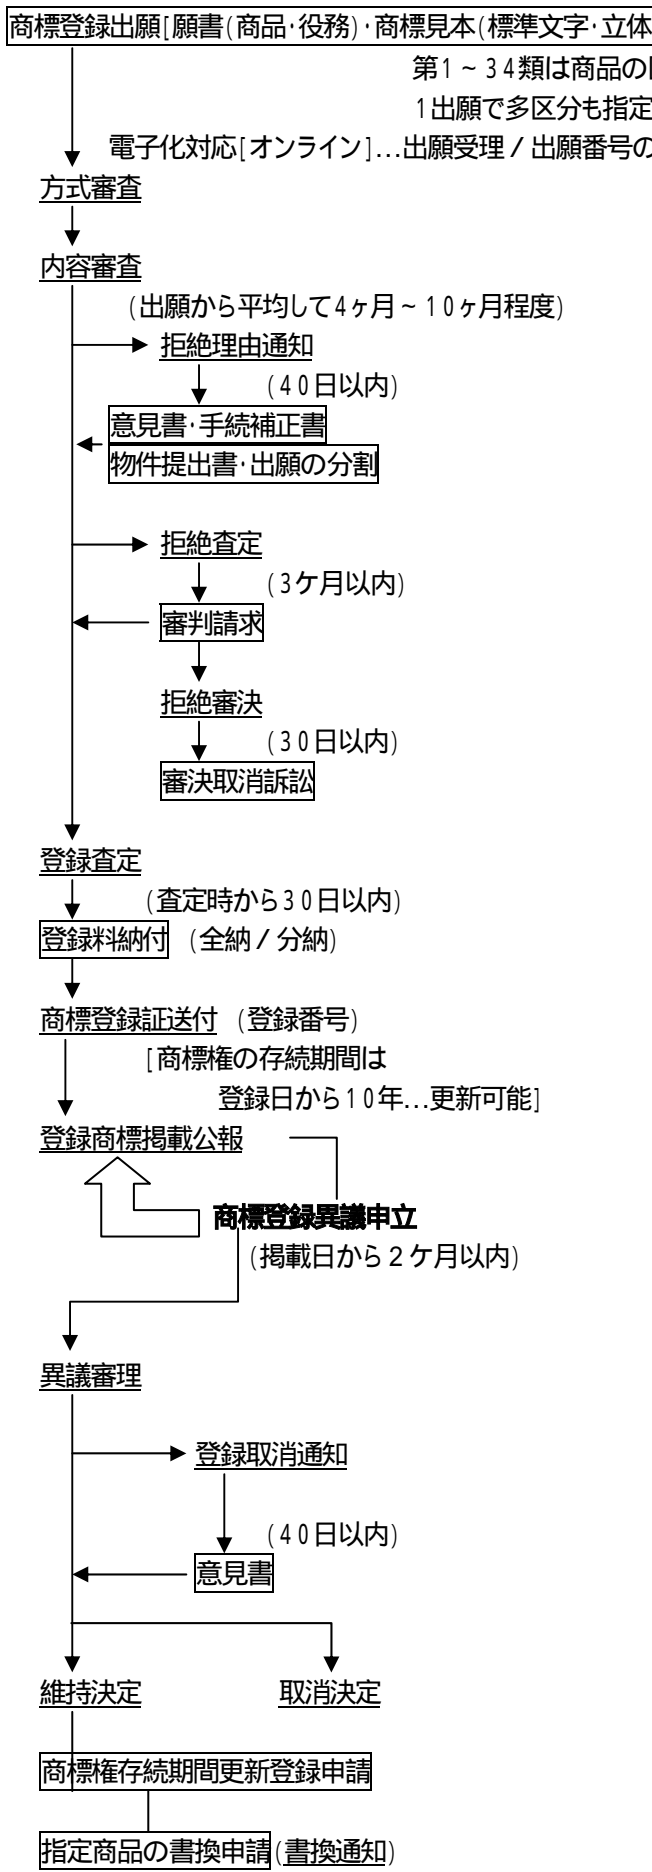 商標登録出願[願書(商品･役務)･商標見本(標準文字･立体
第1~34類は商品の
1出願で多区分も指定
電子化対応[オンライン]…出願受理/出願番号の
方式審査
内容審査
(出願から平均して4ヶ月~10ヶ月程度)
拒絶理由通知
(40日以内)
意見書･手続補正書
物件提出書･出願の分割
拒絶査定
(3ケ月以内)
審判請求
拒絶審決
(30日以内)
審決取消訴訟
登録査定
(査定時から30日以内)
登録料納付 (全納/分納)
商標登録証送付 (登録番号)
[商標権の存続期間は
登録日から10年…更新可能]
登録商標掲載公報
商標登録異議申立
(掲載日から2ケ月以内)
異議審理
登録取消通知
(40日以内)
意見書
維持決定 取消決定
商標権存続期間更新登録申請
指定商品の書換申請(書換通知)